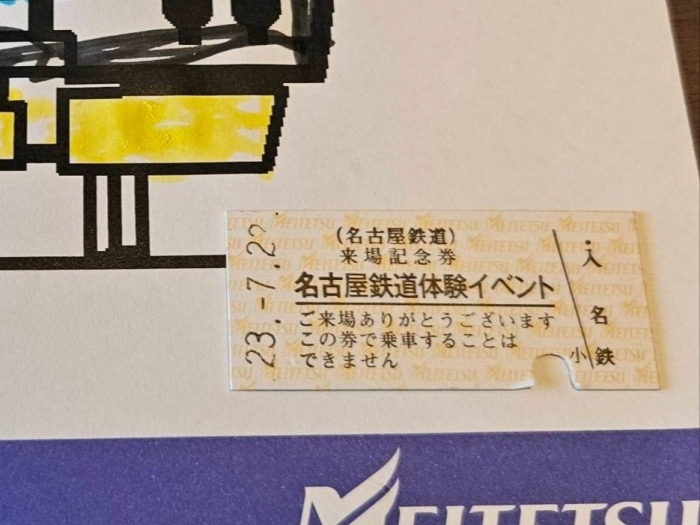 (名古屋鉄道)
来場記念券
名古屋鉄道体験イベント
ご来場ありがとうございます
この券で乗車することは
できません
入
名
小 鉄
23.-7.2
MEITETSU